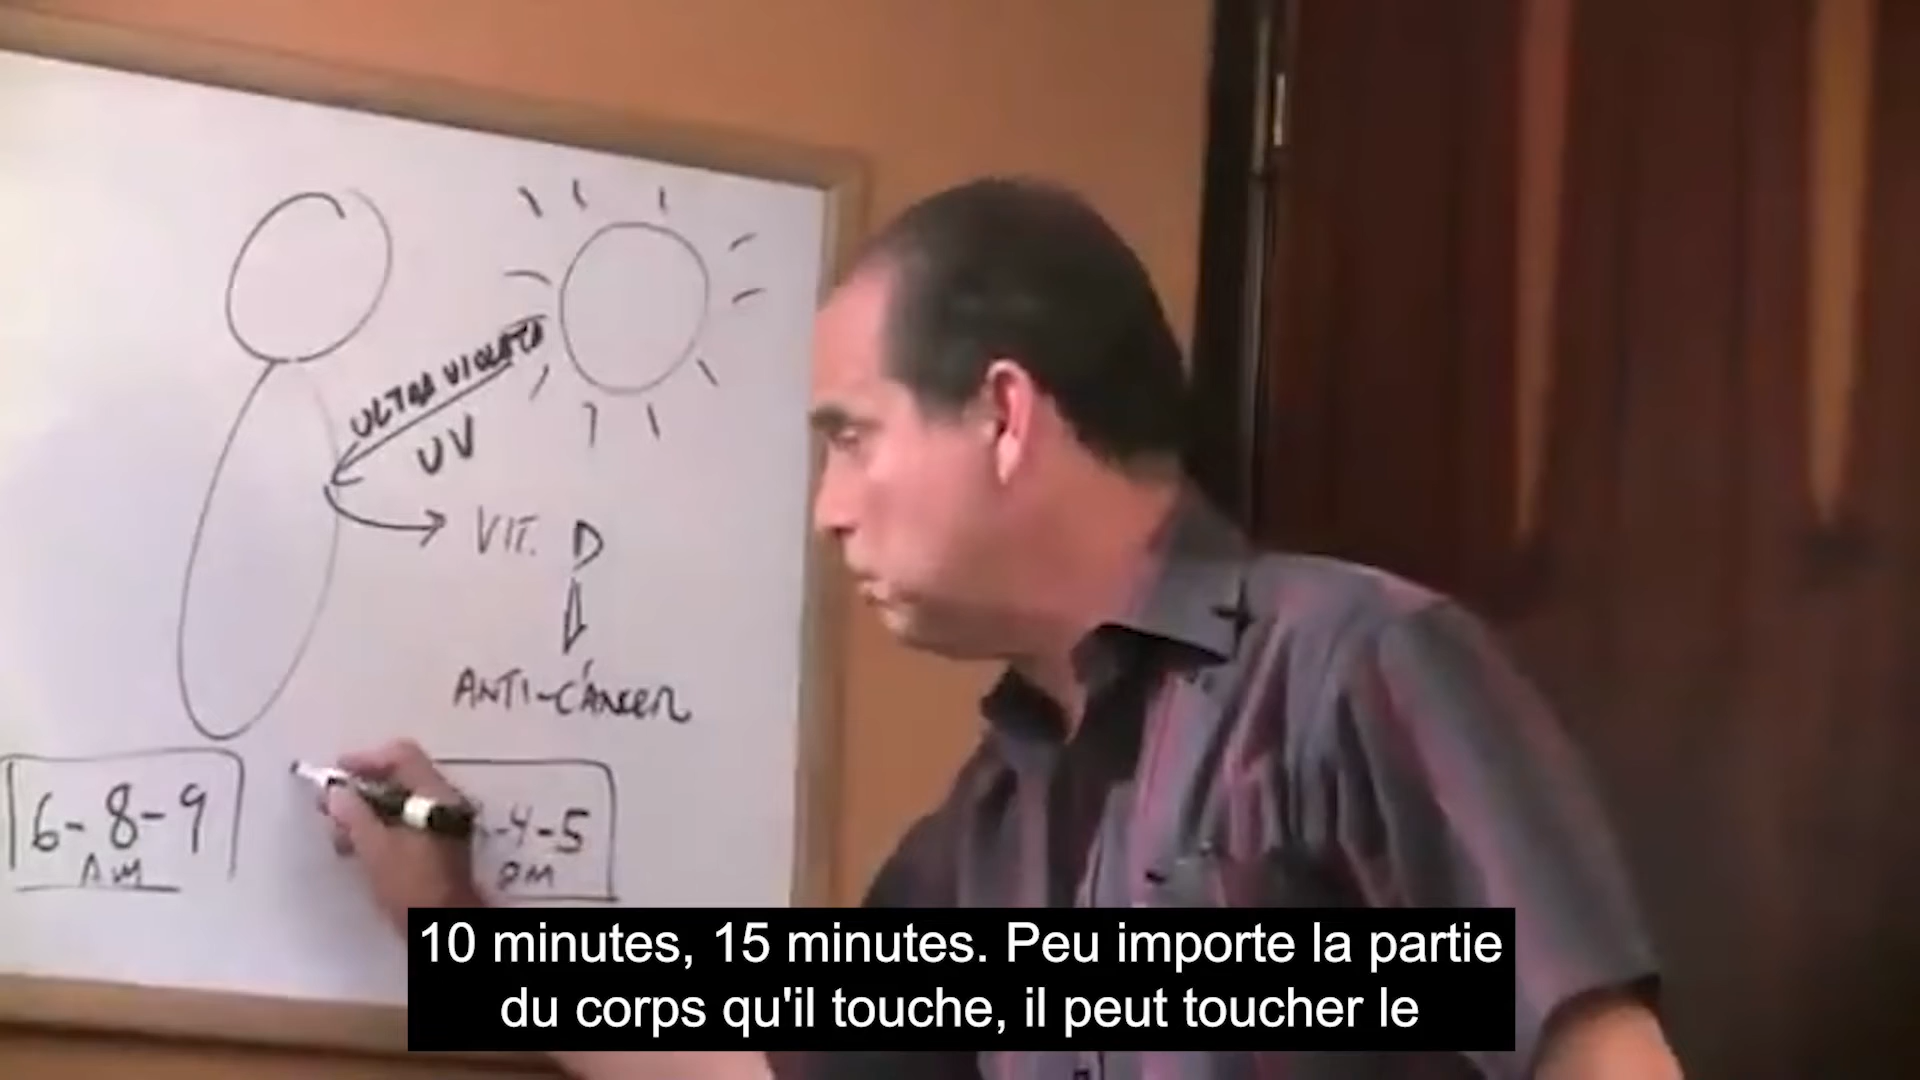 ULTRA VIOLETA
UV
VIT. D
ANTI-CÁNCER
6-8-9
AM
-4-5
PM
10 minutes, 15 minutes. Peu importe la partie
du corps qu'il touche, il peut toucher le